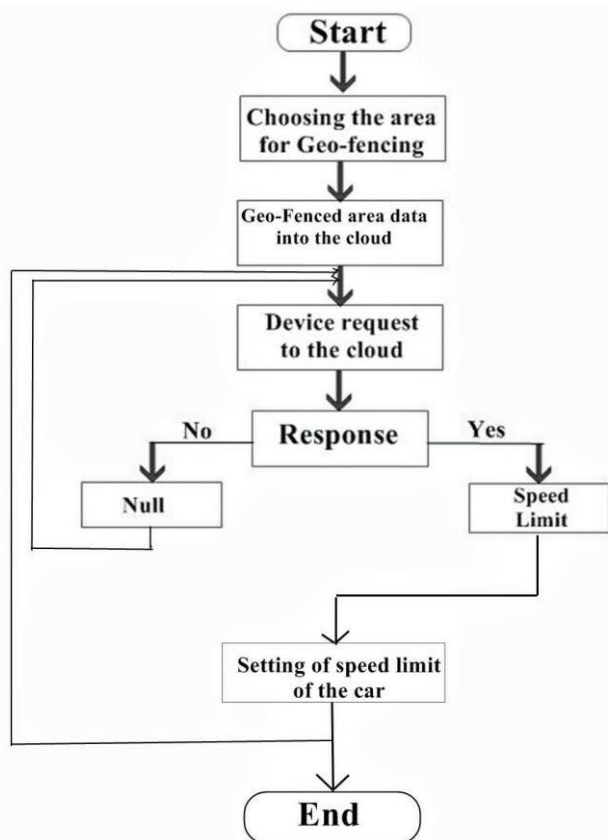 Start
Choosing the area
for Geo-fencing
Geo-Fenced area data
into the cloud
Device request
to the cloud
Response
No
Yes
Null
Speed
Limit
Setting of speed limit
of the car
End